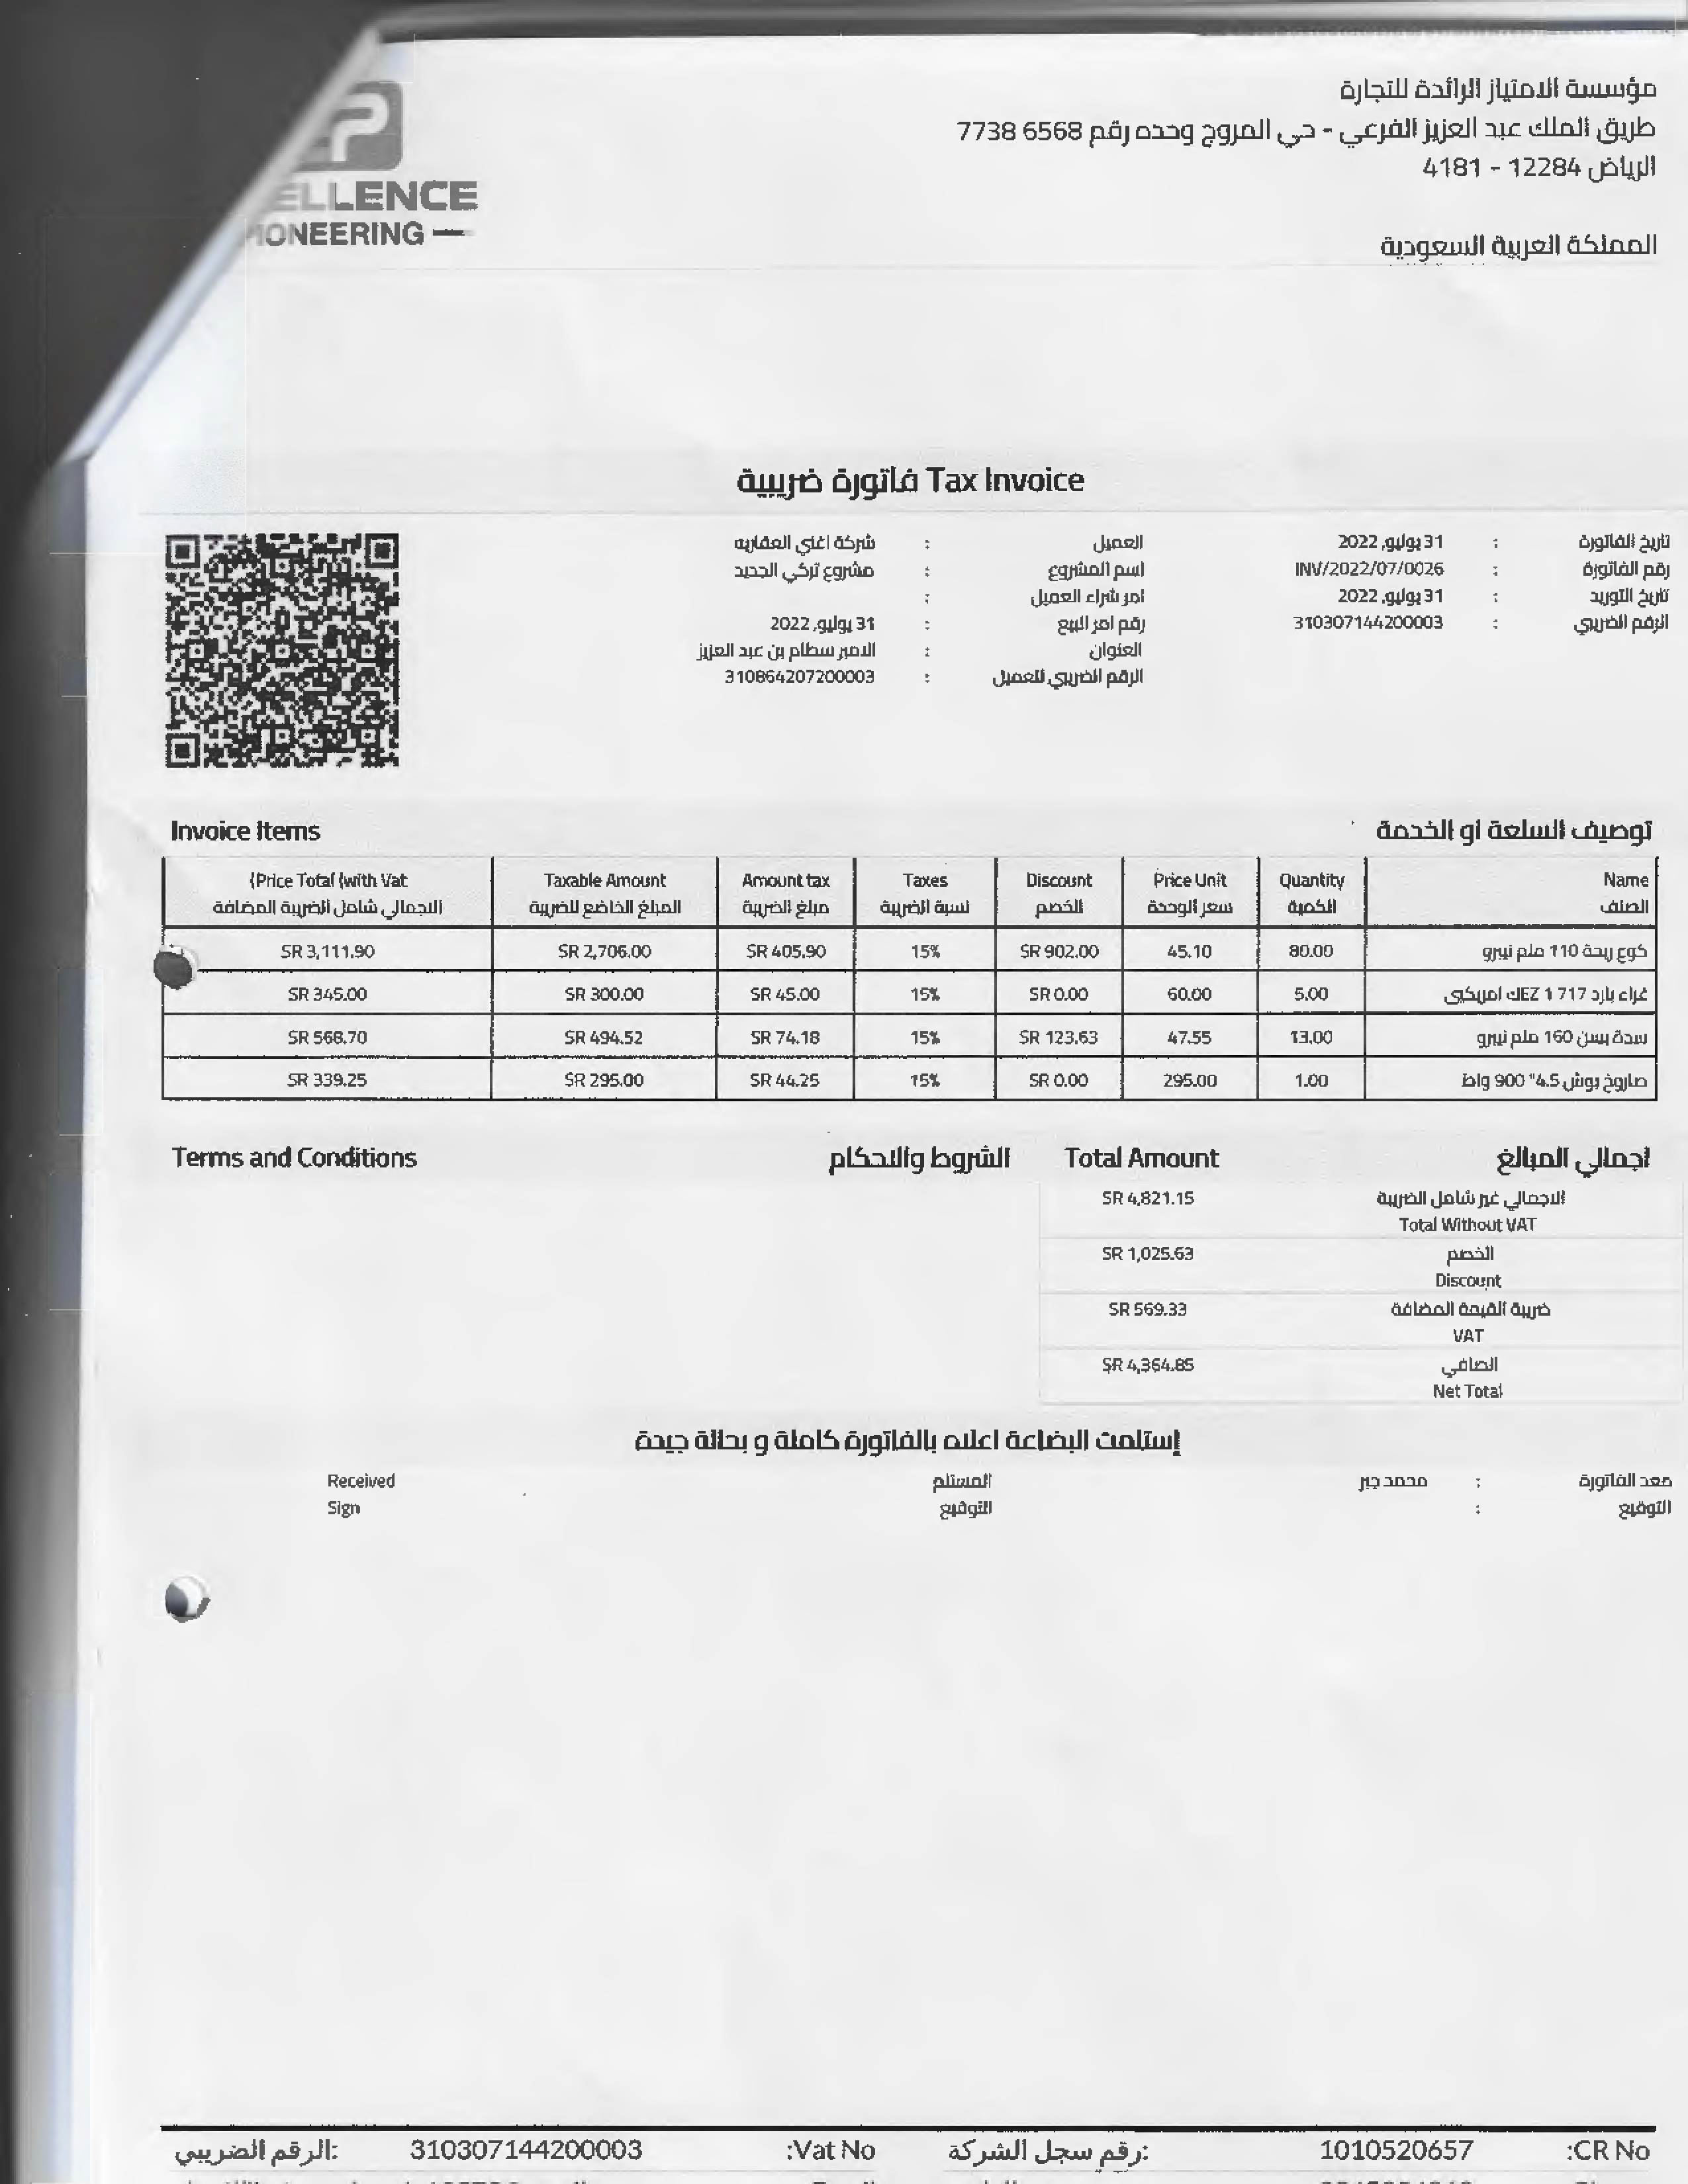 مؤسسة الامتياز الرائدة للتجارة
طريق الملك عبد العزيز الفرعي - حي المروج وحده رقم 6568 7738
الرياض 12284 - 4181
المملكة العربية السعودية
LLENCE
ONEERING
فاتورة ضريبية Tax Invoice
تاريخ الفاتورة : 31 يوليو, 2022
رقم الفاتورة : INV/2022/07/0026
تاريخ التوريد : 31 يوليو, 2022
الرقم الضريبي : 310307144200003
العميل : شركة اغني العقاريه
اسم المشروع : مشروع تركي الجديد
امر شراء العميل :
رقم امر البيع : 31 يوليو, 2022
العنوان : الامير سطام بن عبد العزيز
الرقم الضريبي للعميل : 310864207200003
توصيف السلعة او الخدمة Invoice Items
Name Quantity Price Unit Discount Taxes Amount tax Taxable Amount (Price Total (with Vat
الصنف الكمية سعر الوحدة الخصم نسبة الضريبة مبلغ الضريبة المبلغ الخاضع للضريبة الاجمالي شامل الضريبة المضافة
كوع ريحة 110 ملم نيبرو 80.00 45.10 SR 902.00 15% SR 405.90 SR 2,706.00 SR 3,111.90
غراء بارد 717 EZ 1ك امريكي 5.00 60.00 SR 0.00 15% SR 45.00 SR 300.00 SR 345.00
سدة بسن 160 ملم نيبرو 13.00 47.55 SR 123.63 15% SR 74.18 SR 494.52 SR 568.70
صاروخ بوش 4.5" 900 واط 1.00 295.00 SR 0.00 15% SR 44.25 SR 295.00 SR 339.25
اجمالي المبالغ Total Amount
الاجمالي غير شامل الضريبة SR 4,821.15
Total Without VAT
الخصم SR 1,025.63
Discount
ضريبة القيمة المضافة SR 569.33
VAT
الصافي SR 4,364.85
Net Total
الشروط والاحكام Terms and Conditions
إستلمت البضاعة اعلاه بالفاتورة كاملة و بحالة جيدة
معد الفاتورة : محمد جبر المستلم Received
التوقيع : التوقيع Sign
CR No: 1010520657 رقم سجل الشركة: Vat No: 310307144200003 الرقم الضريبي: